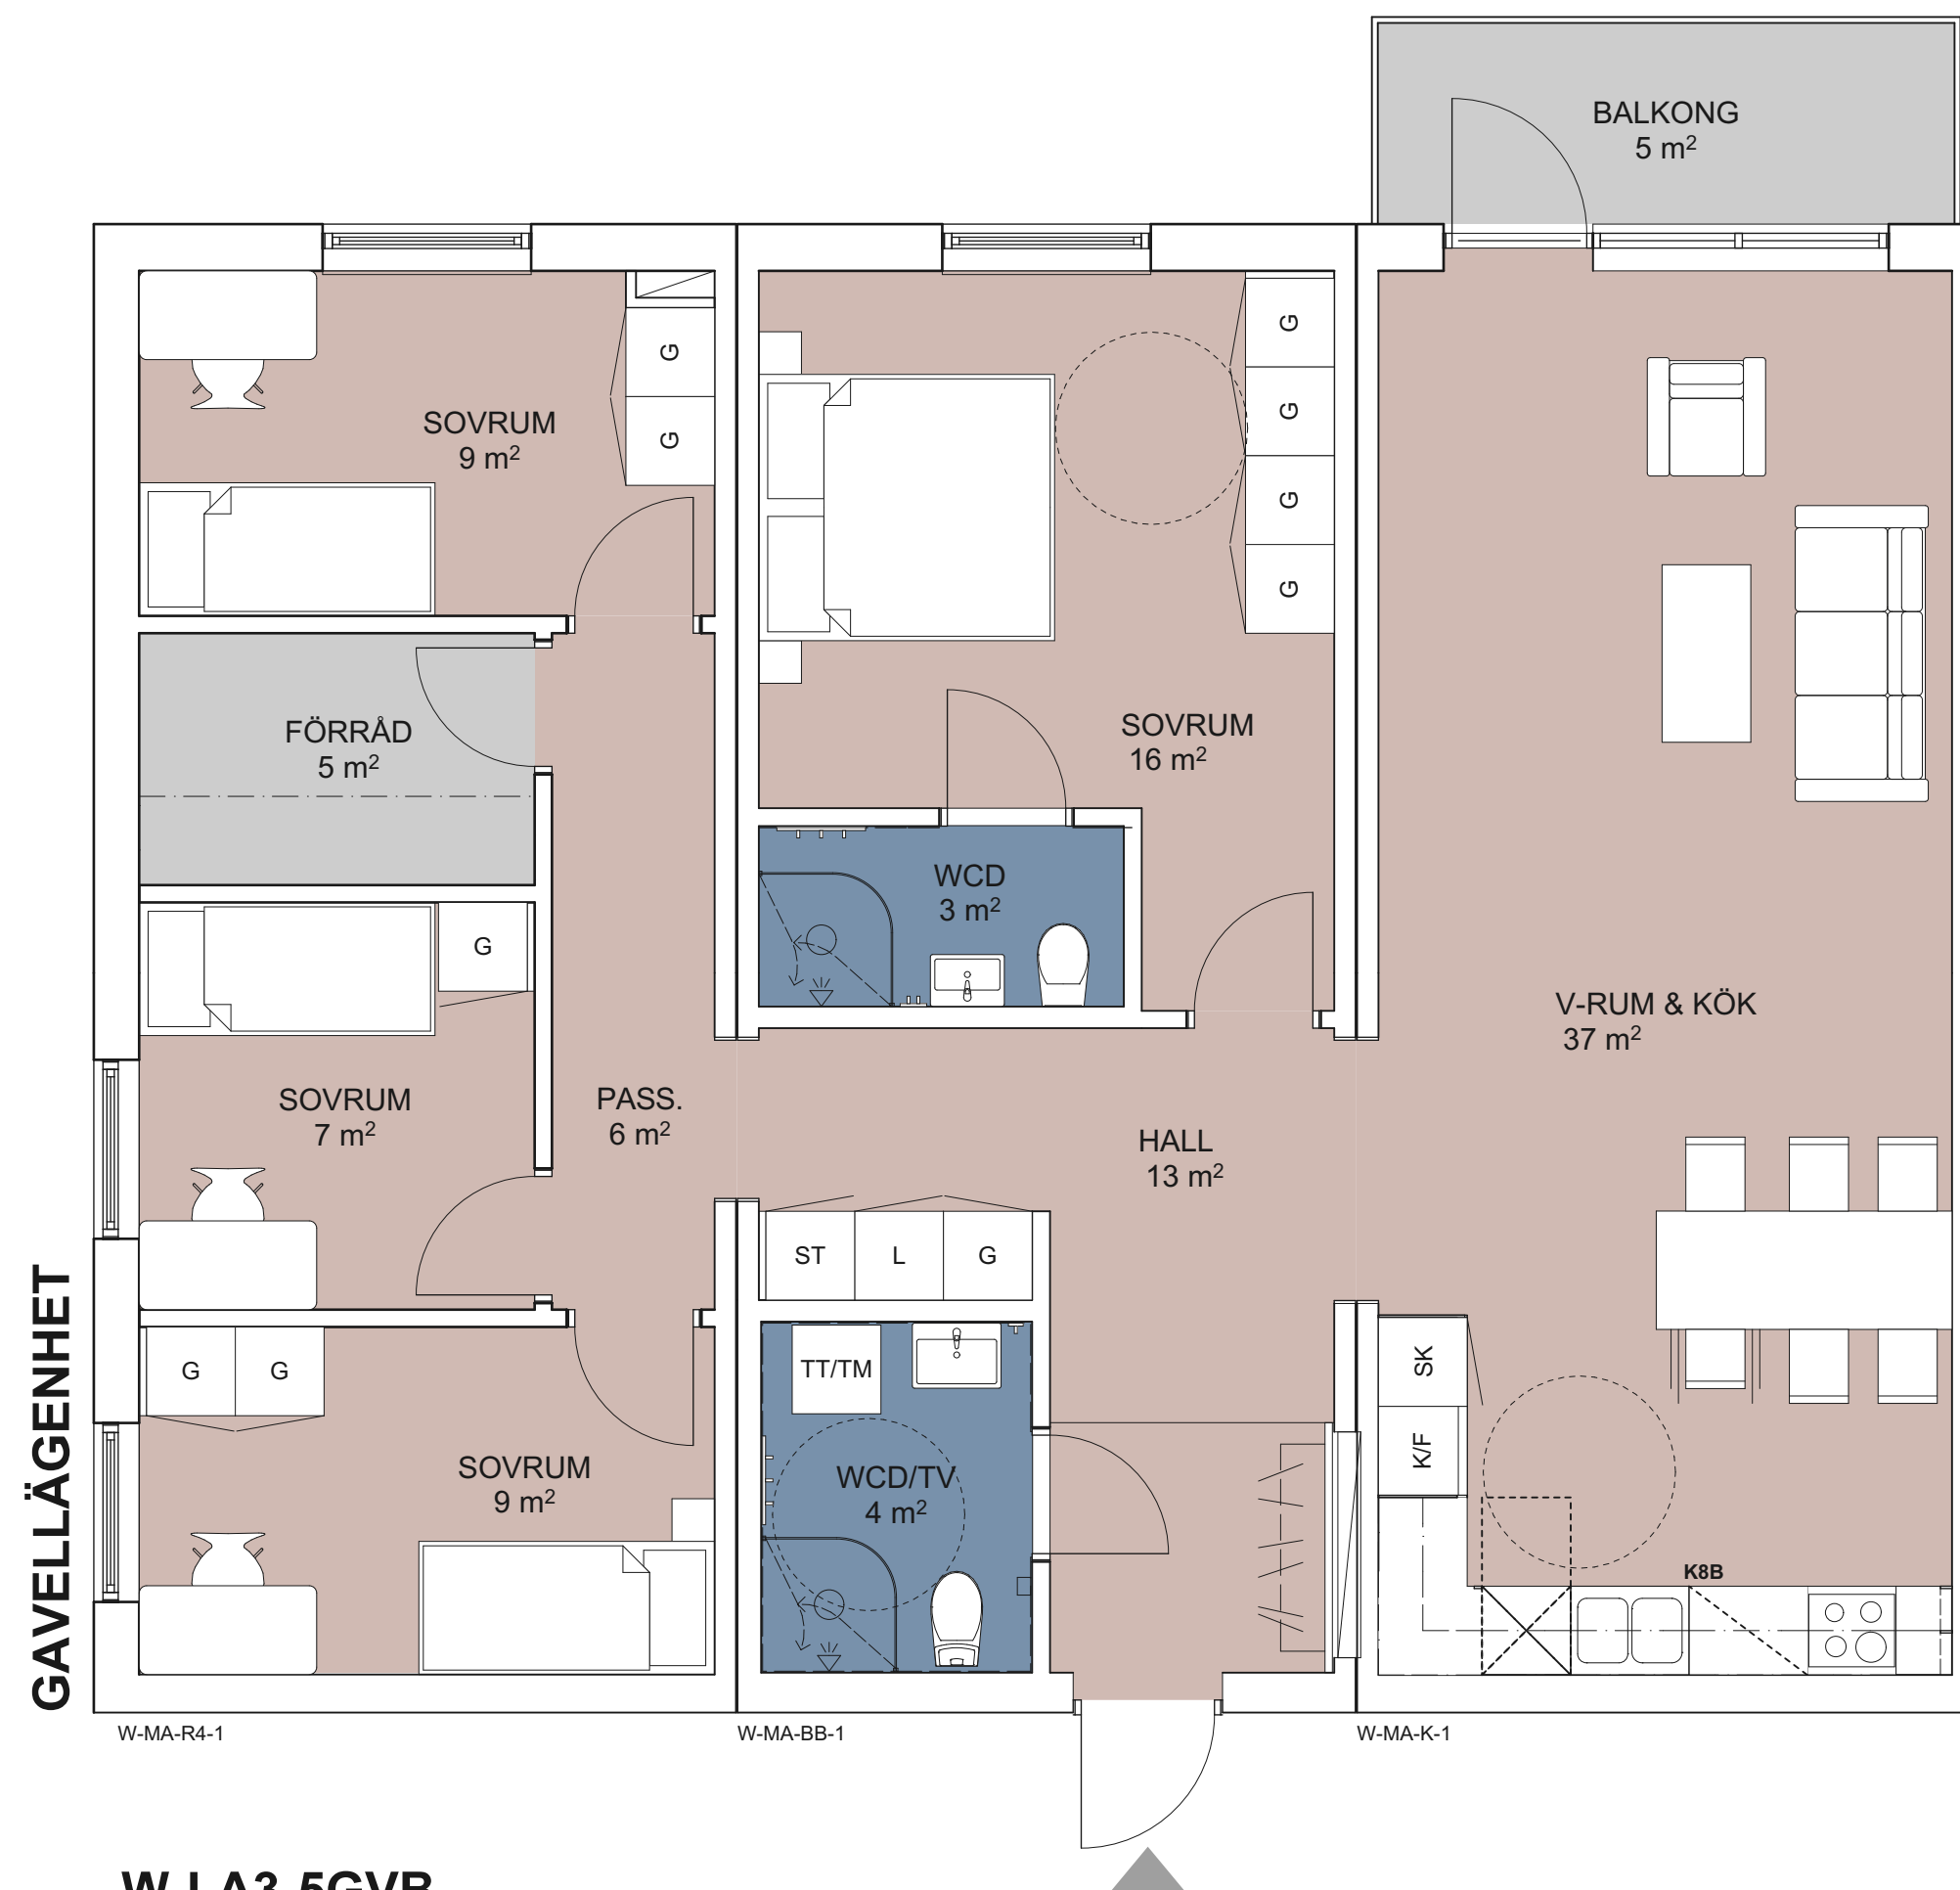 BALKONG
5 m²
SOVRUM
9 m²
G
G
G
G
G
G
SOVRUM
16 m²
FÖRRÅD
5 m²
WCD
3 m²
G
V-RUM & KÖK
37 m²
SOVRUM
7 m²
PASS.
6 m²
HALL
13 m²
ST L G
G G
TT/TM
SK
K/F
SOVRUM
9 m²
WCD/TV
4 m²
K8B
GAVELLÄGENHET
W-MA-R4-1 W-MA-BB-1 W-MA-K-1